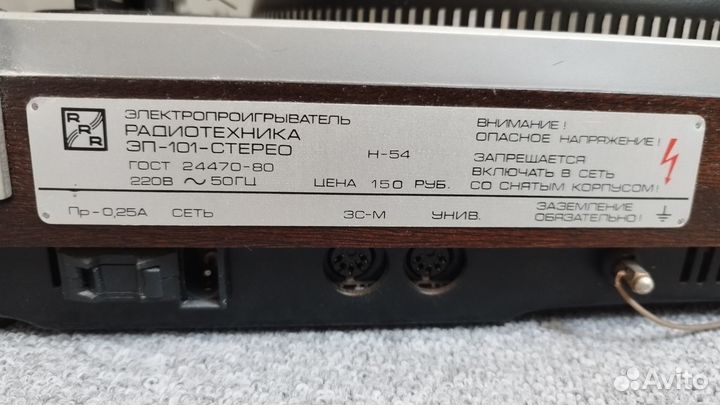 RRR
ЭЛЕКТРОПРОИГРЫВАТЕЛЬ
РАДИОТЕХНИКА
ЭП-101-СТЕРЕО
Н-54
ГОСТ 24470-80
220В ~ 50ГЦ
ЦЕНА 150 РУБ.
ВНИМАНИЕ!
ОПАСНОЕ НАПРЯЖЕНИЕ!
ЗАПРЕЩАЕТСЯ
ВКЛЮЧАТЬ В СЕТЬ
СО СНЯТЫМ КОРПУСОМ!
Пр-0,25А СЕТЬ
ЗС-М
УНИВ.
ЗАЗЕМЛЕНИЕ
ОБЯЗАТЕЛЬНО!
Avito